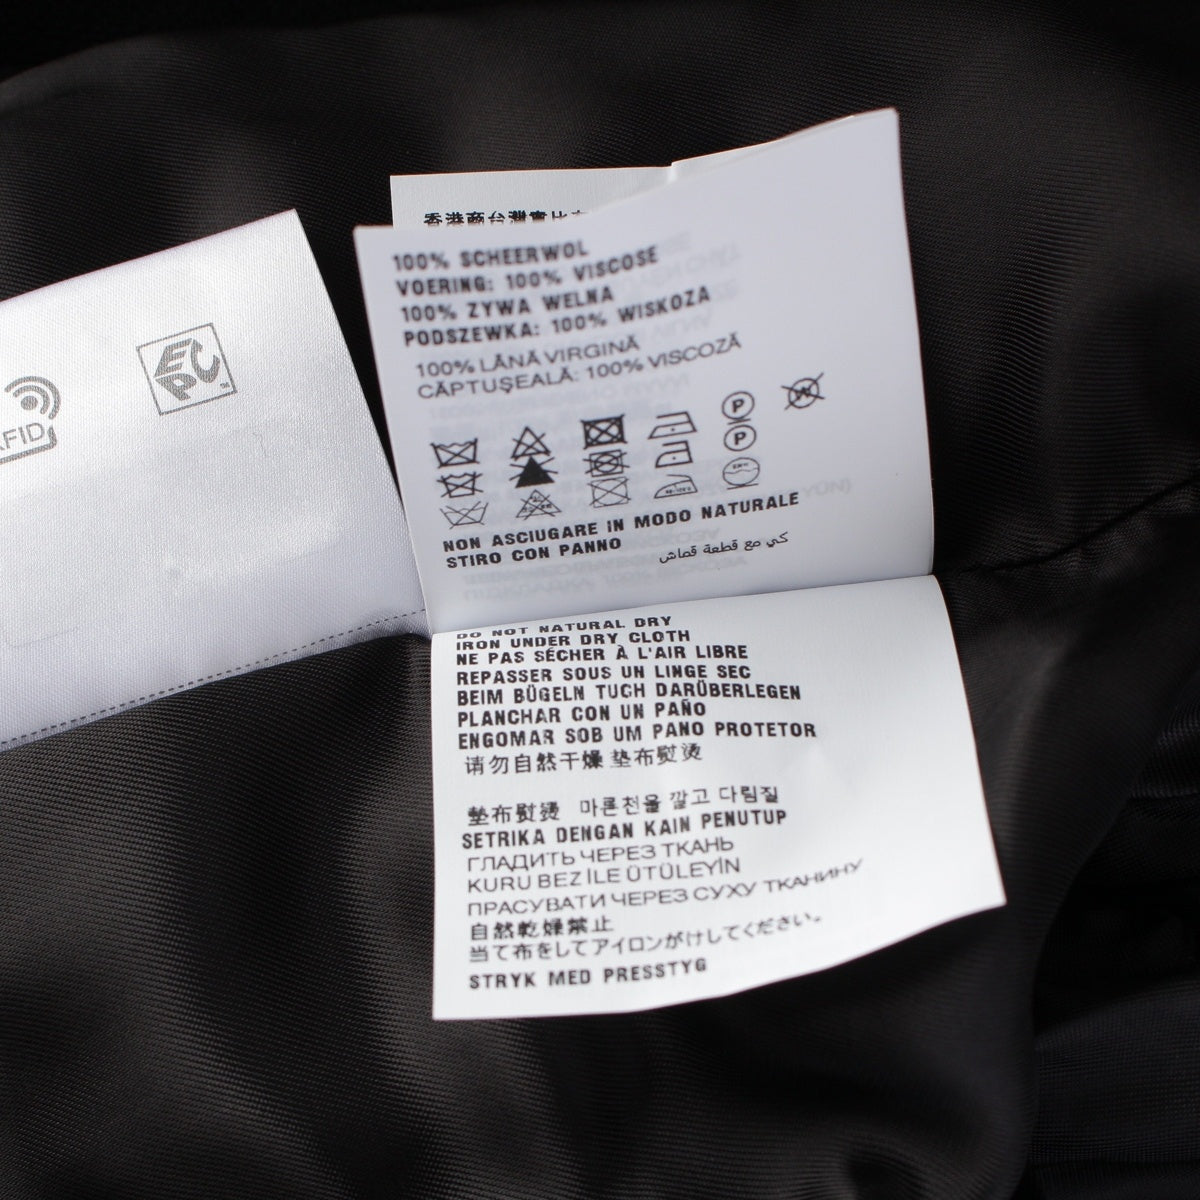 香港商台灣
100% SCHEERWOL
VOERING: 100% VISCOSE
100% ZYWA WELNA
PODSZEWKA: 100% WISKOZA
100% LÂNĂ VIRGINĂ
CĂPTUŞEALĂ: 100% VISCOZĂ
P
W
P
NON ASCIUGARE IN MODO NATURALE
STIRO CON PANNO
كي مع قطعة قماش
RFID
EPC
TM
DO NOT NATURAL DRY
IRON UNDER DRY CLOTH
NE PAS SÉCHER À L'AIR LIBRE
REPASSER SOUS UN LINGE SEC
BEIM BÜGELN TUCH DARÜBERLEGEN
PLANCHAR CON UN PAÑO
ENGOMAR SOB UM PANO PROTETOR
请勿自然干燥 垫布熨烫
墊布熨燙 마른천을 깔고 다림질
SETRIKA DENGAN KAIN PENUTUP
ГЛАДИТЬ ЧЕРЕЗ ТКАНЬ
KURU BEZ İLE ÜTÜLEYİN
ПРАСУВАТИ ЧЕРЕЗ СУХУ ТКАНИНУ
自然乾燥禁止
当て布をしてアイロンがけしてください。
STRYK MED PRESSTYG